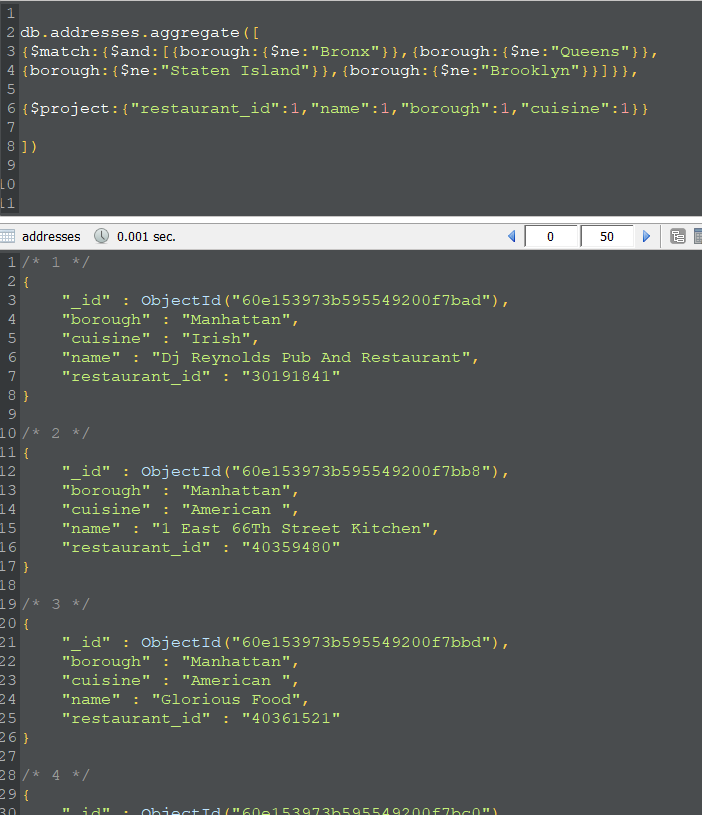 1
2 db.addresses.aggregate([
3 {$match:{$and:[{borough:{$ne:"Bronx"}},{borough:{$ne:"Queens"}},
4 {borough:{$ne:"Staten Island"}},{borough:{$ne:"Brooklyn"}}]}},
5
6 {$project:{"restaurant_id":1,"name":1,"borough":1,"cuisine":1}}
7
8 ])
9
10
11
addresses 0.001 sec. 0 50
1 /* 1 */
2 {
3 "_id" : ObjectId("60e153973b595549200f7bad"),
4 "borough" : "Manhattan",
5 "cuisine" : "Irish",
6 "name" : "Dj Reynolds Pub And Restaurant",
7 "restaurant_id" : "30191841"
8 }
9
10 /* 2 */
11 {
12 "_id" : ObjectId("60e153973b595549200f7bb8"),
13 "borough" : "Manhattan",
14 "cuisine" : "American ",
15 "name" : "1 East 66Th Street Kitchen",
16 "restaurant_id" : "40359480"
17 }
18
19 /* 3 */
20 {
21 "_id" : ObjectId("60e153973b595549200f7bbd"),
22 "borough" : "Manhattan",
23 "cuisine" : "American ",
24 "name" : "Glorious Food",
25 "restaurant_id" : "40361521"
26 }
27
28 /* 4 */
29 {
30 "_id" : ObjectId("60e153973b595549200f7bc0"),